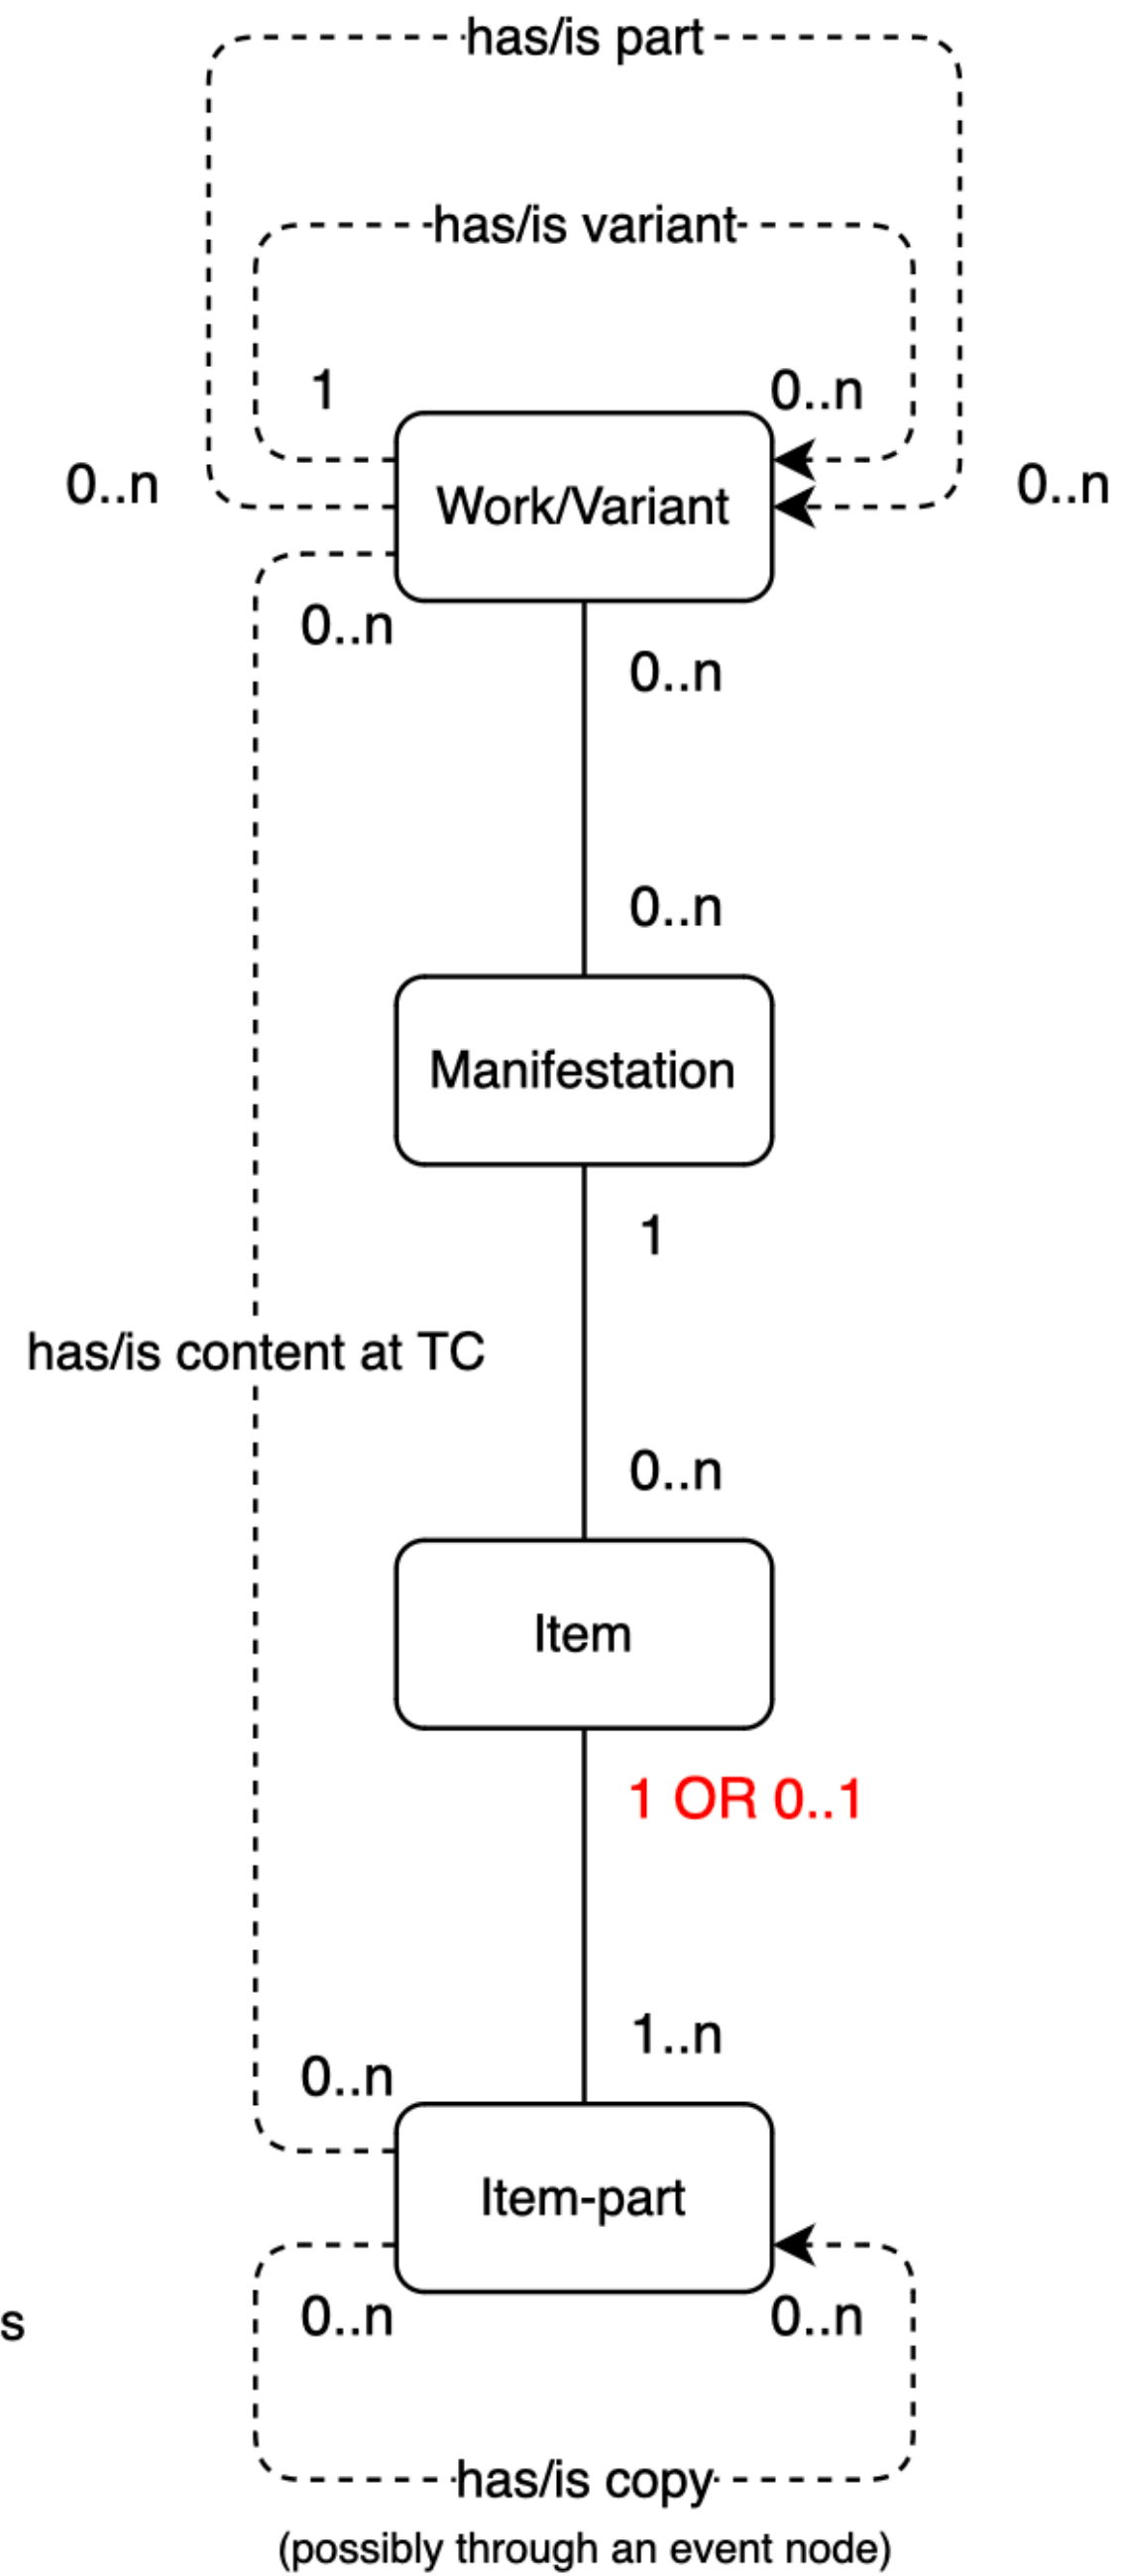 has/is part
has/is variant
1
0..n
0..n
Work/Variant
0..n
0..n
0..n
0..n
Manifestation
1
has/is content at TC
0..n
Item
1 OR 0..1
1..n
0..n
Item-part
s
0..n
0..n
has/is copy
(possibly through an event node)